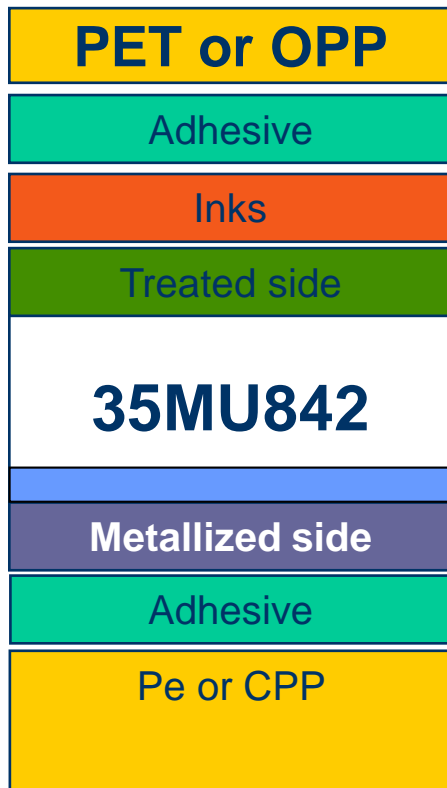 PET or OPP
Adhesive
Inks
Treated side
35MU842
Metallized side
Adhesive
Pe or CPP